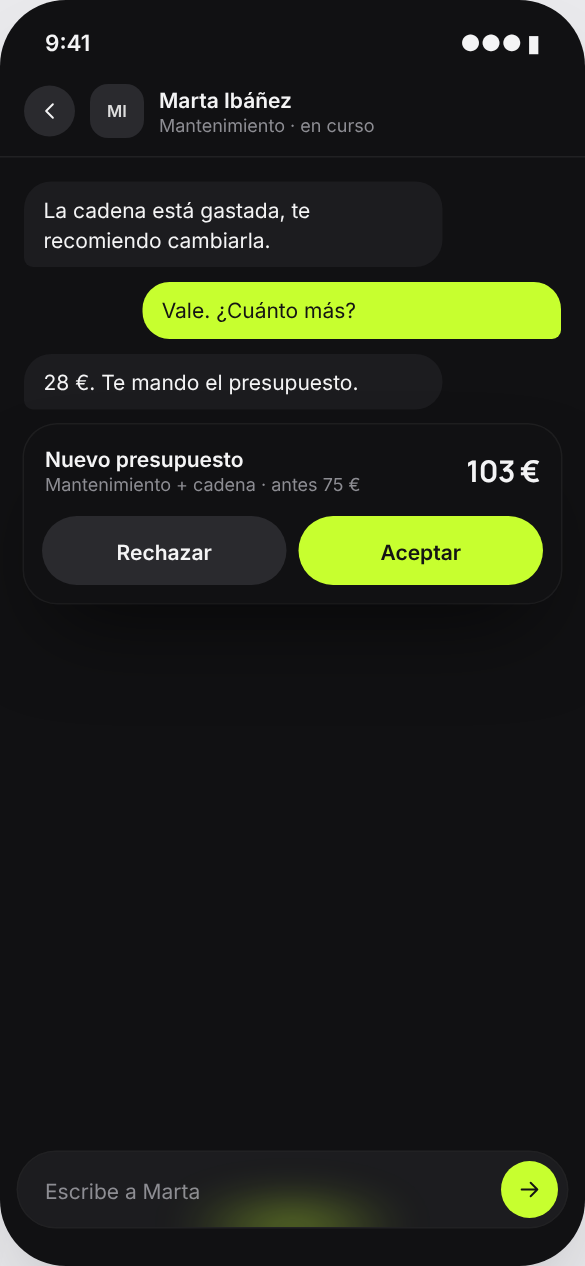 9:41
MI
Marta Ibáñez
Mantenimiento · en curso
La cadena está gastada, te
recomiendo cambiarla.
Vale. ¿Cuánto más?
28 €. Te mando el presupuesto.
Nuevo presupuesto
103 €
Mantenimiento + cadena · antes 75 €
Rechazar
Aceptar
Escribe a Marta